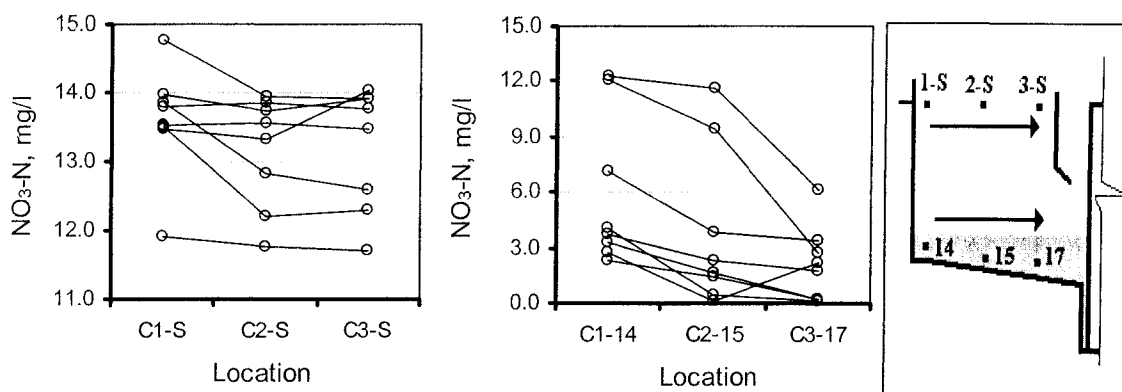 15.0
14.0
13.0
12.0
11.0
NO₃-N, mg/l
C1-S C2-S C3-S
Location
15.0
12.0
9.0
6.0
3.0
0.0
NO₃-N, mg/l
C1-14 C2-15 C3-17
Location
1-S 2-S 3-S
14 15 17